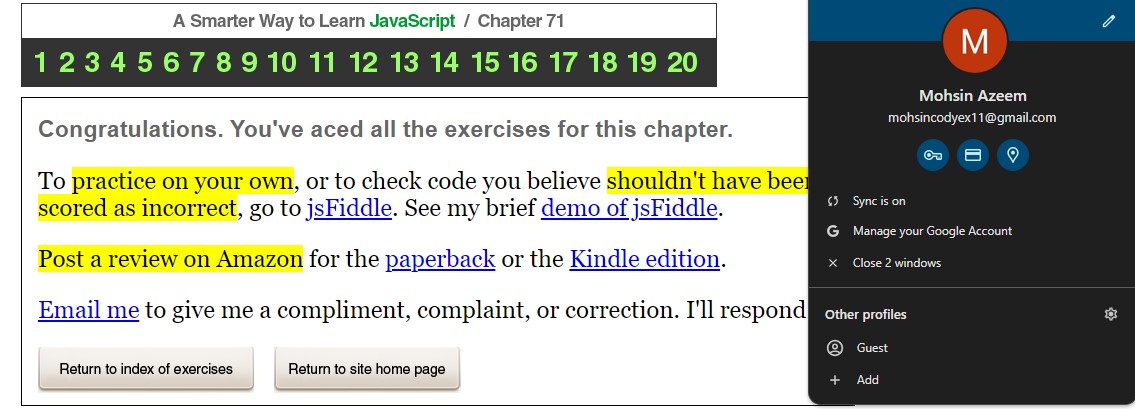 A Smarter Way to Learn JavaScript / Chapter 71
1 2 3 4 5 6 7 8 9 10 11 12 13 14 15 16 17 18 19 20
Congratulations. You've aced all the exercises for this chapter.
To practice on your own, or to check code you believe shouldn't have been
scored as incorrect, go to jsFiddle. See my brief demo of jsFiddle.
Post a review on Amazon for the paperback or the Kindle edition.
Email me to give me a compliment, complaint, or correction. I'll respond
Return to index of exercises
Return to site home page
M
Mohsin Azeem
mohsincodyex11@gmail.com
Sync is on
G Manage your Google Account
Close 2 windows
Other profiles
Guest
Add